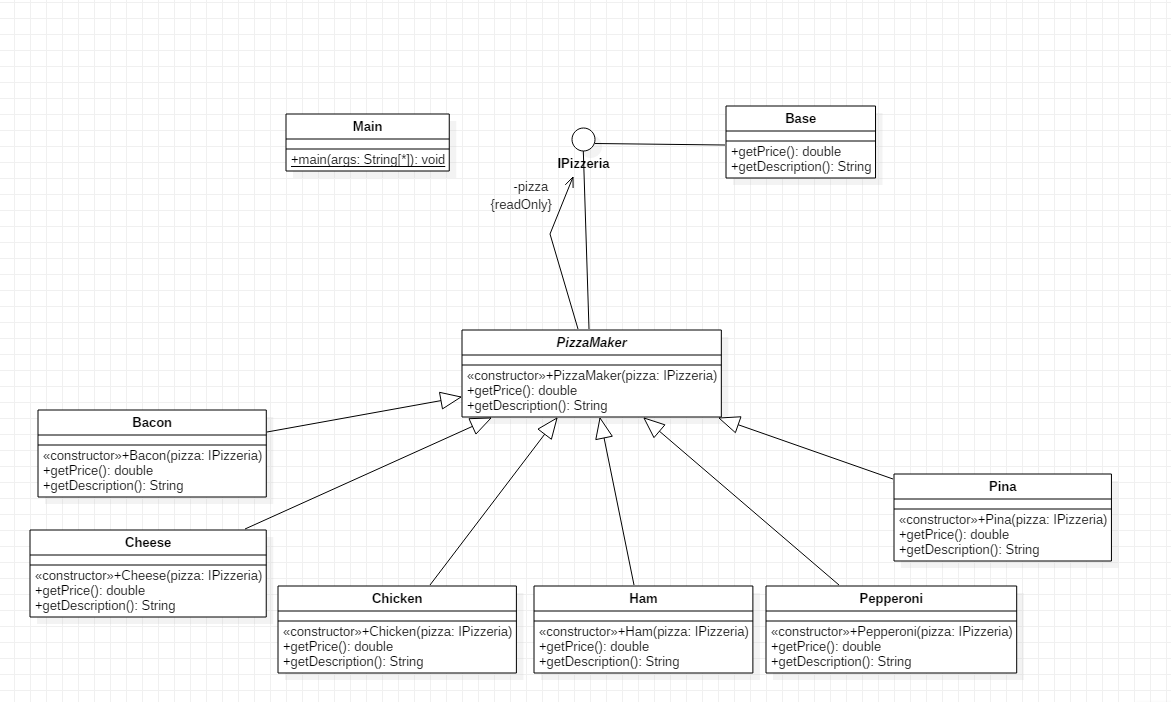 Main
+main(args: String[*]): void
IPizzeria
-pizza
{readOnly}
Base
+getPrice(): double
+getDescription(): String
PizzaMaker
«constructor»+PizzaMaker(pizza: IPizzeria)
+getPrice(): double
+getDescription(): String
Bacon
«constructor»+Bacon(pizza: IPizzeria)
+getPrice(): double
+getDescription(): String
Cheese
«constructor»+Cheese(pizza: IPizzeria)
+getPrice(): double
+getDescription(): String
Chicken
«constructor»+Chicken(pizza: IPizzeria)
+getPrice(): double
+getDescription(): String
Ham
«constructor»+Ham(pizza: IPizzeria)
+getPrice(): double
+getDescription(): String
Pepperoni
«constructor»+Pepperoni(pizza: IPizzeria)
+getPrice(): double
+getDescription(): String
Pina
«constructor»+Pina(pizza: IPizzeria)
+getPrice(): double
+getDescription(): String